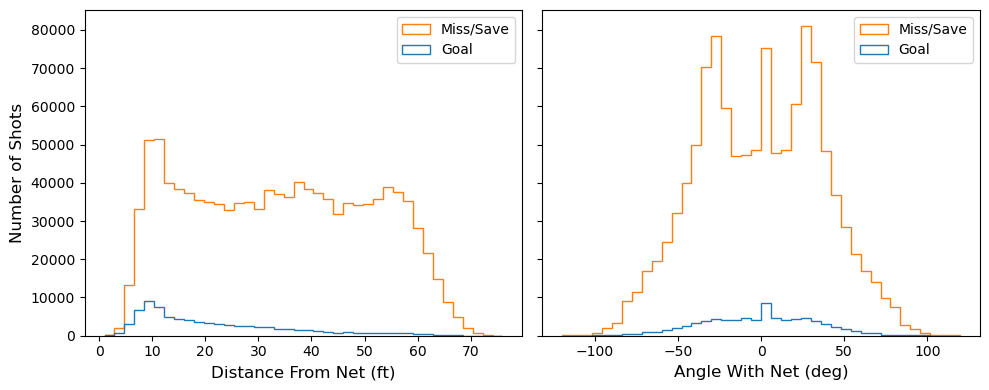 Number of Shots
80000
70000
60000
50000
40000
30000
20000
10000
0
0 10 20 30 40 50 60 70
Distance From Net (ft)
Miss/Save
Goal
−100 −50 0 50 100
Angle With Net (deg)
Miss/Save
Goal